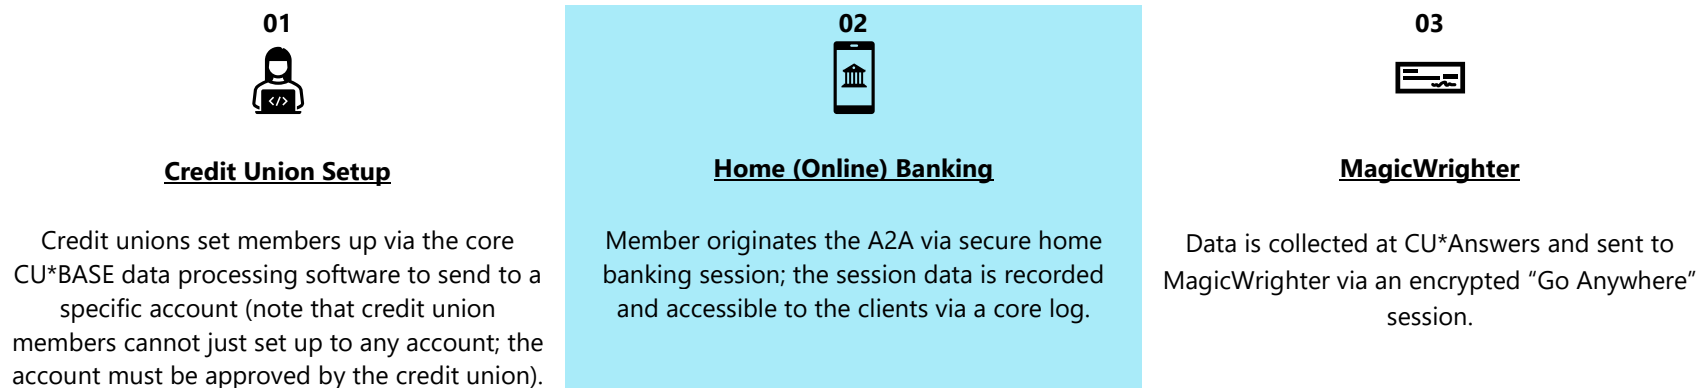 01
Credit Union Setup
Credit unions set members up via the core
CU*BASE data processing software to send to a
specific account (note that credit union
members cannot just set up to any account; the
account must be approved by the credit union).
02
Home (Online) Banking
Member originates the A2A via secure home
banking session; the session data is recorded
and accessible to the clients via a core log.
03
MagicWrighter
Data is collected at CU*Answers and sent to
MagicWrighter via an encrypted “Go Anywhere”
session.